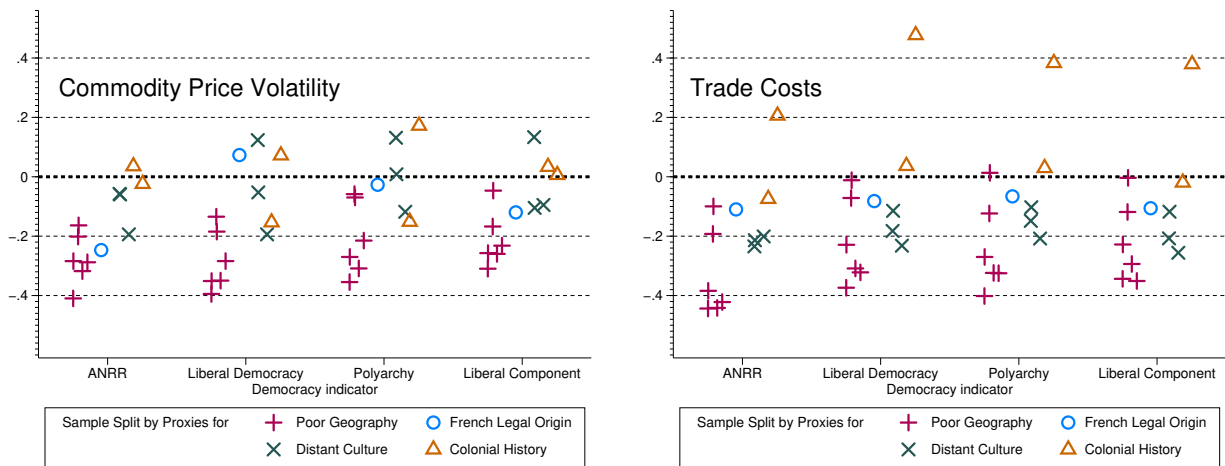 Commodity Price Volatility
.4
.2
0
-.2
-.4
ANRR Liberal Democracy Polyarchy Liberal Component
Democracy indicator
Sample Split by Proxies for Poor Geography French Legal Origin
Distant Culture Colonial History
Trade Costs
.4
.2
0
-.2
-.4
ANRR Liberal Democracy Polyarchy Liberal Component
Democracy indicator
Sample Split by Proxies for Poor Geography French Legal Origin
Distant Culture Colonial History